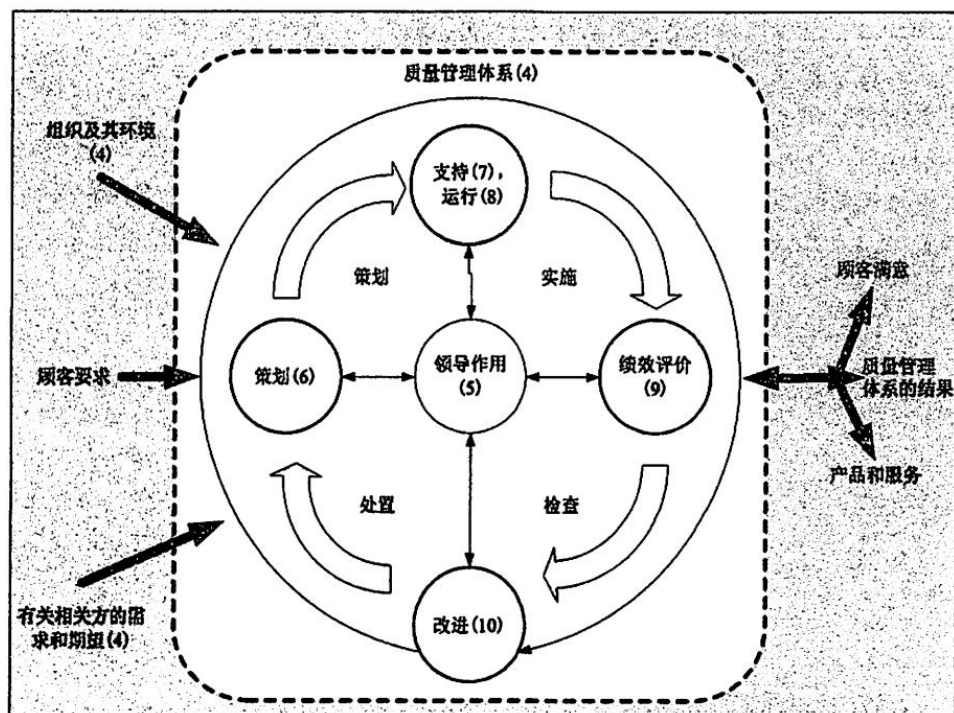 质量管理体系(4)
组织及其环境
(4)
支持(7),
运行(8)
策划
实施
顾客满意
顾客要求
策划(6)
领导作用
(5)
绩效评价
(9)
质量管理
体系的结果
产品和服务
处置
检查
有关相关方的需
求和期望(4)
改进(10)